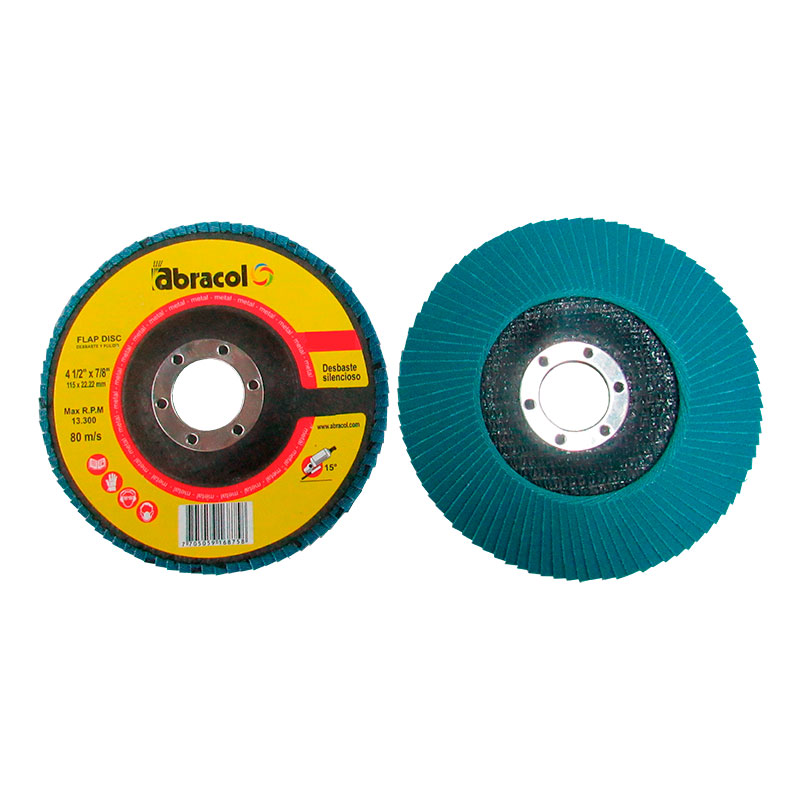 abracol
metal - metal - metal - metal - metal - metal - metal - metal
FLAP DISC
DESBASTE Y PULIDO
4 1/2" x 7/8"
115 x 22.22 mm
Max R.P.M
13.300
80 m/s
Desbaste
silencioso
www.abracol.com
15°
7705059168758